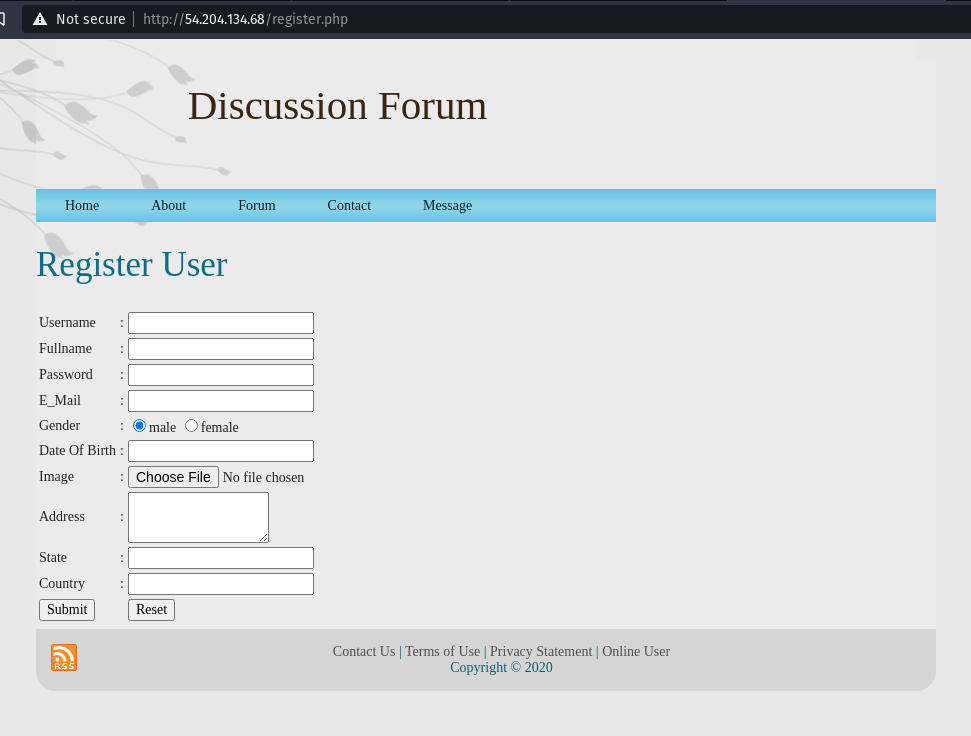 Not secure http://54.204.134.68/register.php
Discussion Forum
Home About Forum Contact Message
Register User
Username :
Fullname :
Password :
E_Mail :
Gender : male female
Date Of Birth :
Image : Choose File No file chosen
Address :
State :
Country :
Submit Reset
RSS Contact Us | Terms of Use | Privacy Statement | Online User
Copyright © 2020